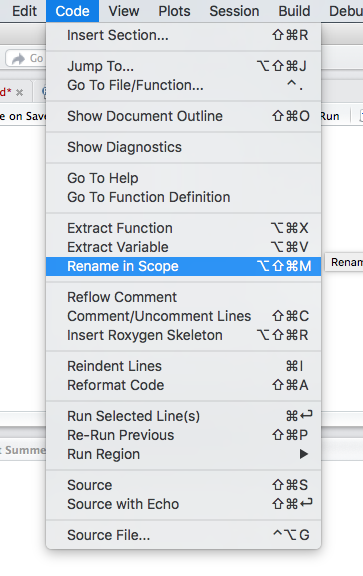 it Code View Plots Session Build Debu
Insert Section... ⇧⌘R
Go
Jump To... ⌥⇧⌘J
Go To File/Function... ^.
d* ×
e on Save
Show Document Outline ⇧⌘O
Run
Show Diagnostics
Go To Help
Go To Function Definition
Extract Function ⌥⌘X
Extract Variable ⌥⌘V
Rename in Scope ⌥⇧⌘M
Renam
Reflow Comment
Comment/Uncomment Lines ⇧⌘C
Insert Roxygen Skeleton ⌥⇧⌘R
Reindent Lines ⌘I
Reformat Code ⇧⌘A
Run Selected Line(s) ⌘↩
Re-Run Previous ⇧⌘P
t Summe
Run Region ▶
Source ⇧⌘S
Source with Echo ⇧⌘↩
Source File... ^⌥G